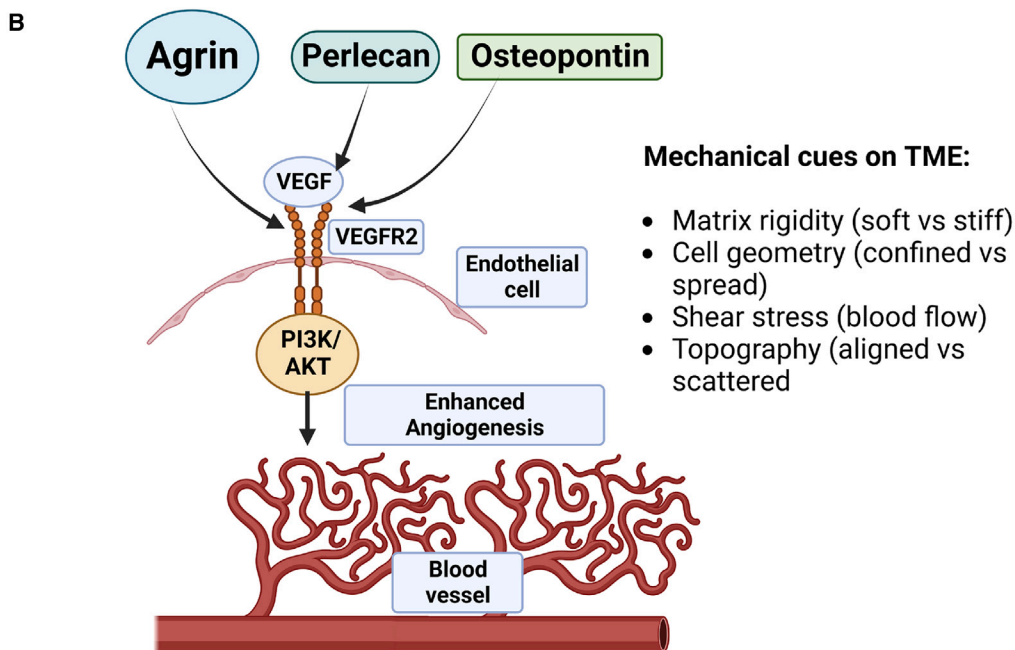 B
Agrin
Perlecan
Osteopontin
VEGF
VEGFR2
Endothelial
cell
PI3K/
AKT
Enhanced
Angiogenesis
Blood
vessel
Mechanical cues on TME:
• Matrix rigidity (soft vs stiff)
• Cell geometry (confined vs
spread)
• Shear stress (blood flow)
• Topography (aligned vs
scattered